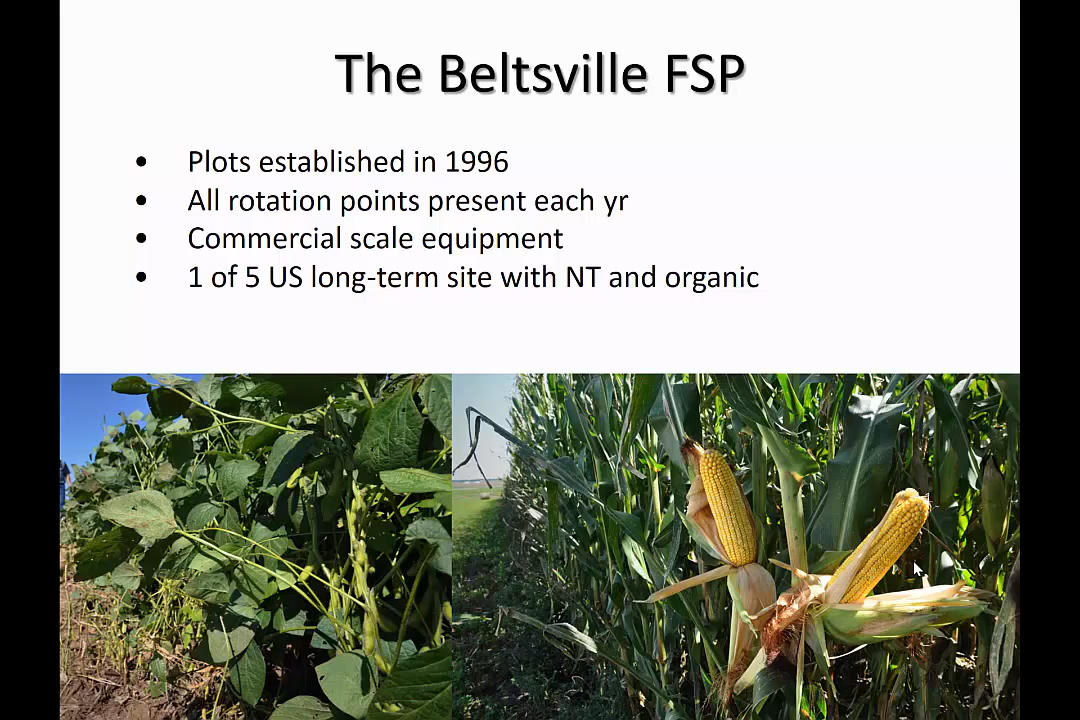 The Beltsville FSP
• Plots established in 1996
• All rotation points present each yr
• Commercial scale equipment
• 1 of 5 US long-term site with NT and organic